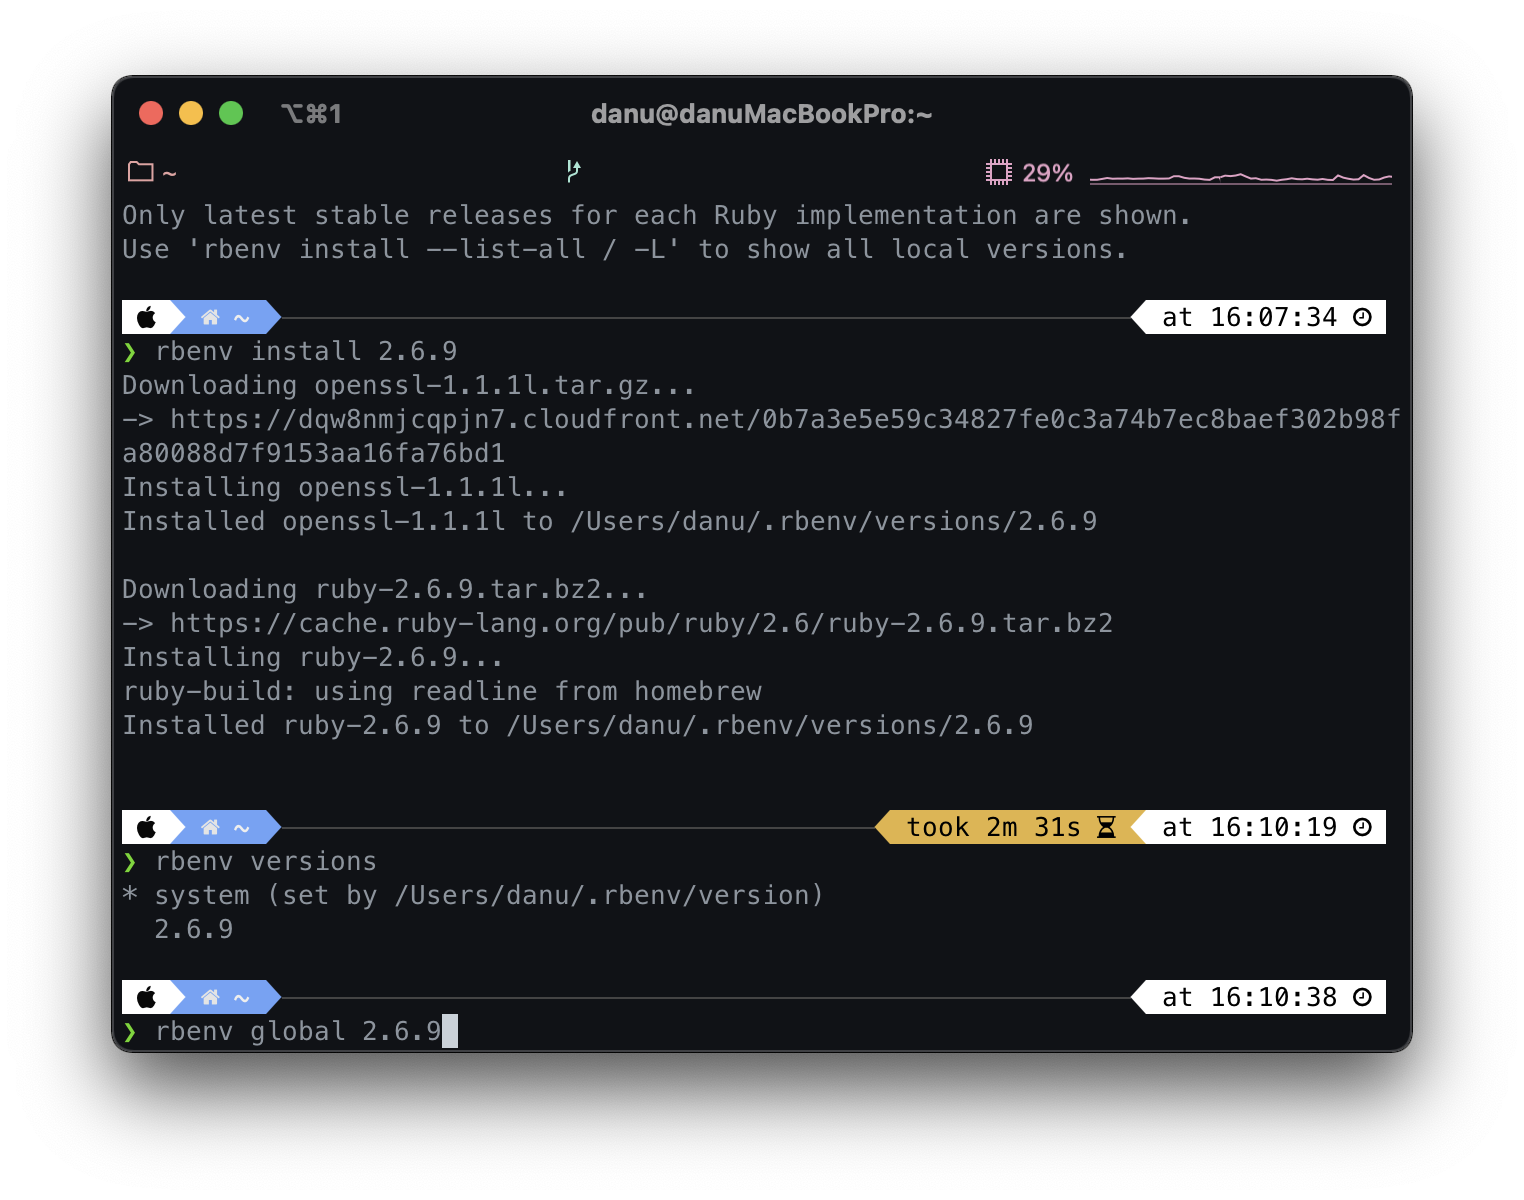 ⌥⌘1
danu@danuMacBookPro:~
~
29%
Only latest stable releases for each Ruby implementation are shown.
Use 'rbenv install --list-all / -L' to show all local versions.
~
at 16:07:34
❯ rbenv install 2.6.9
Downloading openssl-1.1.1l.tar.gz...
-> https://dqw8nmjcqpjn7.cloudfront.net/0b7a3e5e59c34827fe0c3a74b7ec8baef302b98f
a80088d7f9153aa16fa76bd1
Installing openssl-1.1.1l...
Installed openssl-1.1.1l to /Users/danu/.rbenv/versions/2.6.9
Downloading ruby-2.6.9.tar.bz2...
-> https://cache.ruby-lang.org/pub/ruby/2.6/ruby-2.6.9.tar.bz2
Installing ruby-2.6.9...
ruby-build: using readline from homebrew
Installed ruby-2.6.9 to /Users/danu/.rbenv/versions/2.6.9
~
took 2m 31s
at 16:10:19
❯ rbenv versions
* system (set by /Users/danu/.rbenv/version)
2.6.9
~
at 16:10:38
❯ rbenv global 2.6.9